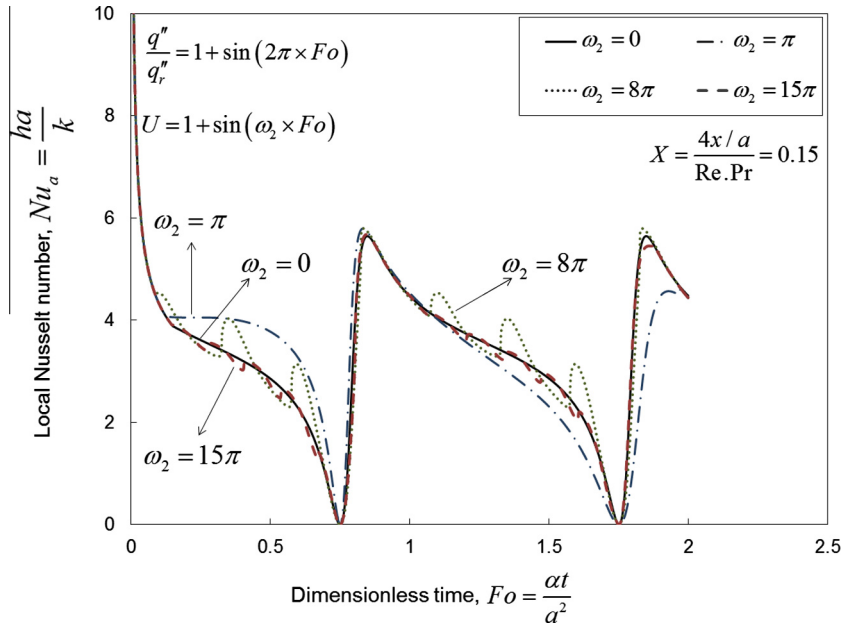 10
8
6
4
2
0
0
0.5
1
1.5
2
2.5
Local Nusselt number, Nu_a = ha/k
q″/q″_r = 1 + sin(2π × Fo)
U = 1 + sin(ω₂ × Fo)
ω₂ = 0
ω₂ = π
ω₂ = 8π
ω₂ = 15π
X = (4x / a)/(Re.Pr) = 0.15
ω₂ = π
ω₂ = 0
ω₂ = 8π
ω₂ = 15π
Dimensionless time, Fo = αt/a²